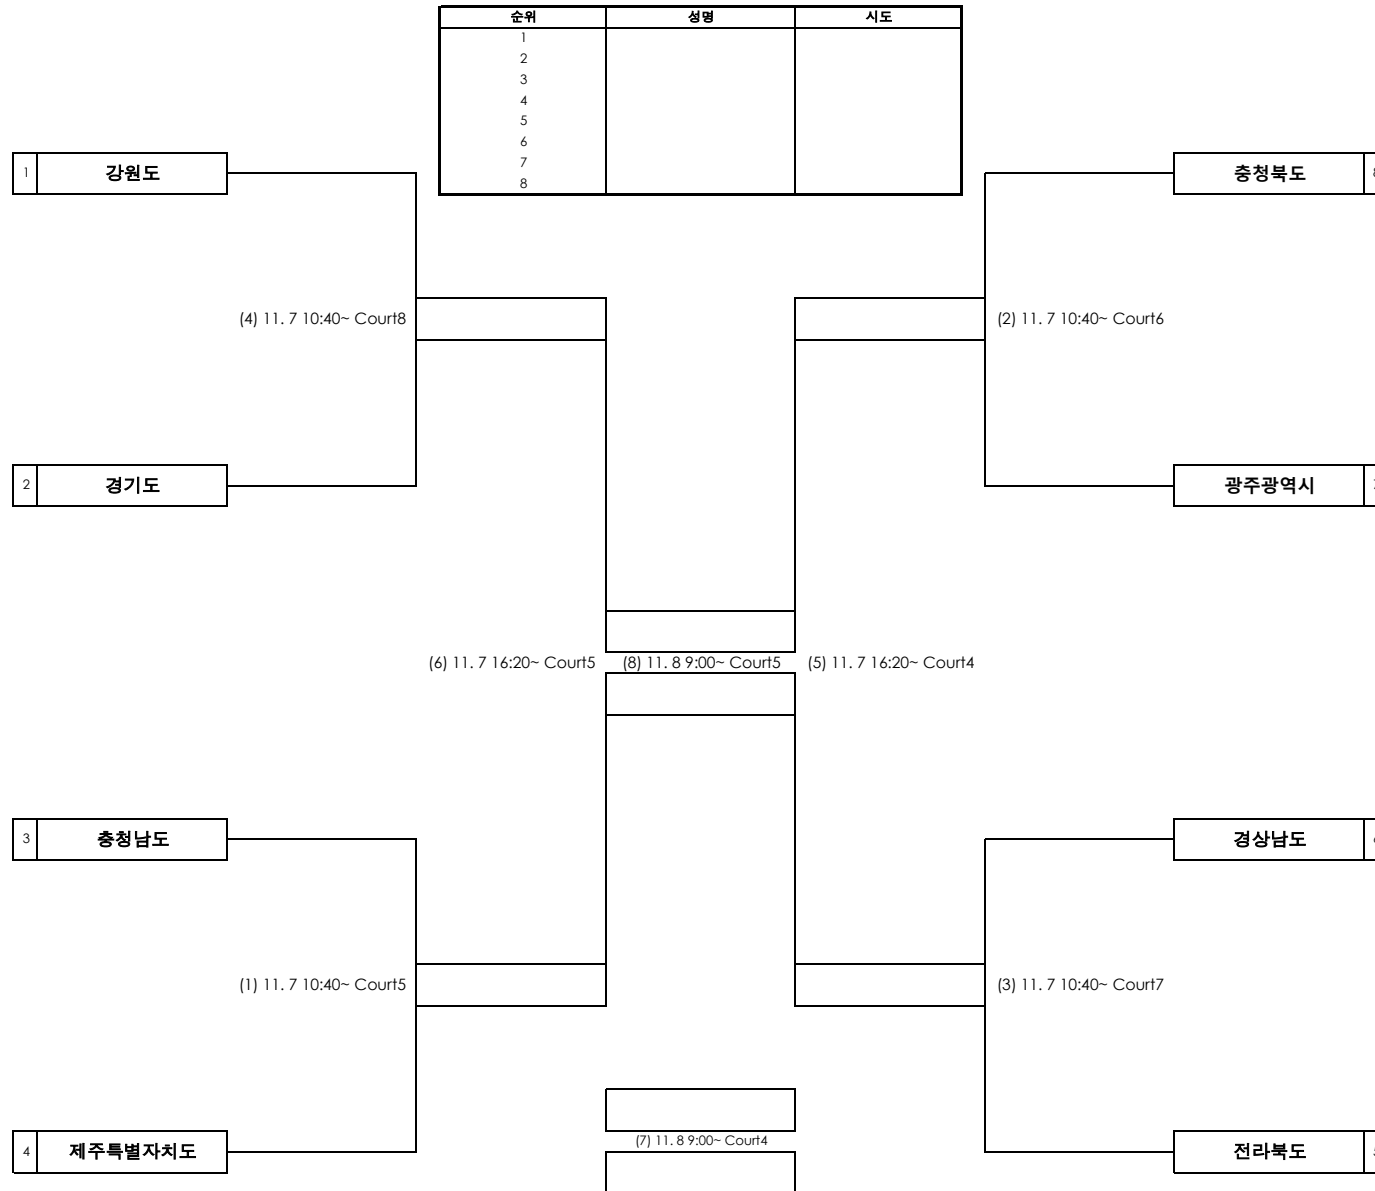 순위 성명 시도
1
2
3
4
5
6
7
8
1 강원도
충청북도
(4) 11. 7 10:40~ Court8
(2) 11. 7 10:40~ Court6
2 경기도
광주광역시
(6) 11. 7 16:20~ Court5
(8) 11. 8 9:00~ Court5
(5) 11. 7 16:20~ Court4
3 충청남도
경상남도
(1) 11. 7 10:40~ Court5
(3) 11. 7 10:40~ Court7
(7) 11. 8 9:00~ Court4
4 제주특별자치도
전라북도